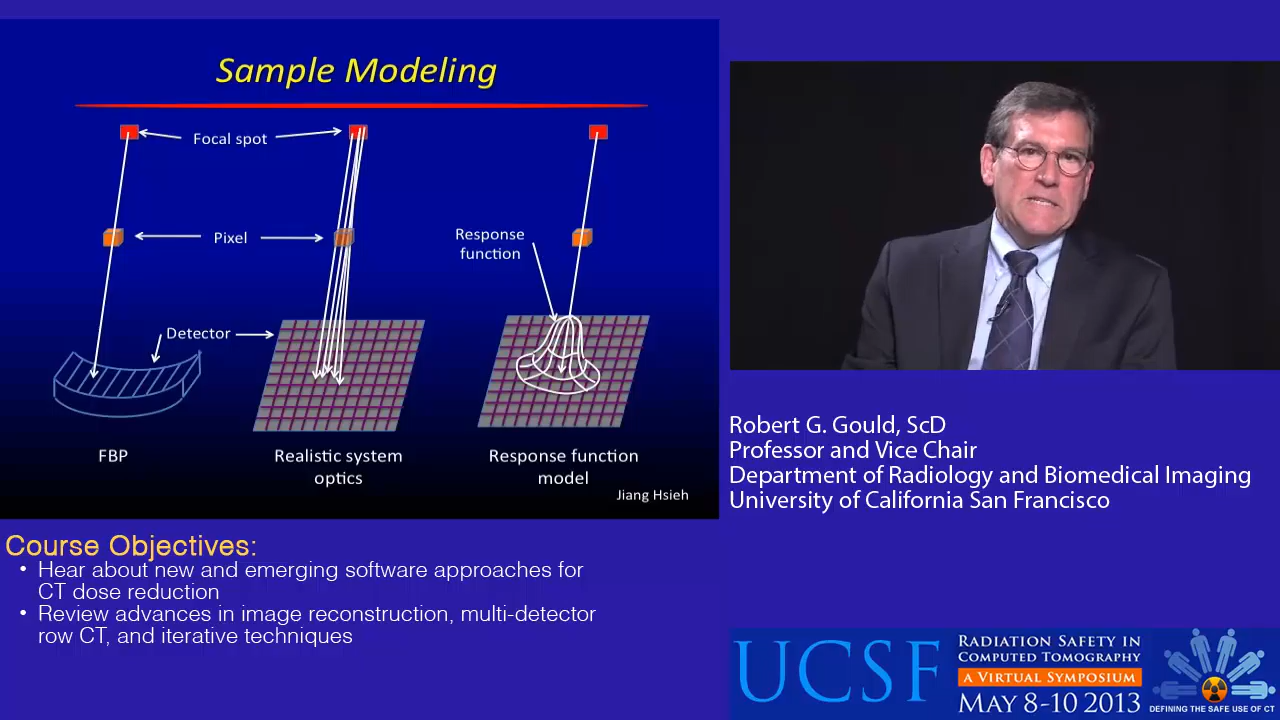 Sample Modeling
Focal spot
Pixel
Response
function
Detector
FBP
Realistic system
optics
Response function
model
Jiang Hsieh
Robert G. Gould, ScD
Professor and Vice Chair
Department of Radiology and Biomedical Imaging
University of California San Francisco
Course Objectives:
• Hear about new and emerging software approaches for
CT dose reduction
• Review advances in image reconstruction, multi-detector
row CT, and iterative techniques
UCSF
RADIATION SAFETY IN
COMPUTED TOMOGRAPHY
A VIRTUAL SYMPOSIUM
MAY 8-10 2013
DEFINING THE SAFE USE OF CT